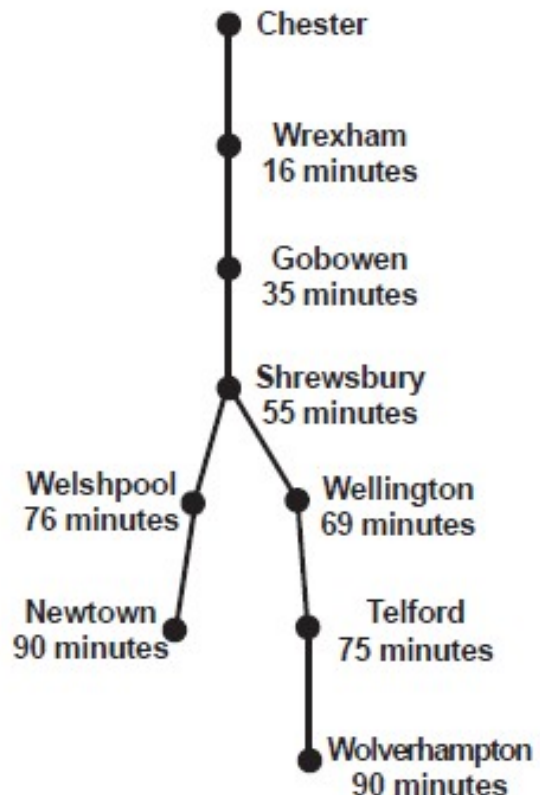 Chester
Wrexham
16 minutes
Gobowen
35 minutes
Shrewsbury
55 minutes
Welshpool
76 minutes
Wellington
69 minutes
Newtown
90 minutes
Telford
75 minutes
Wolverhampton
90 minutes